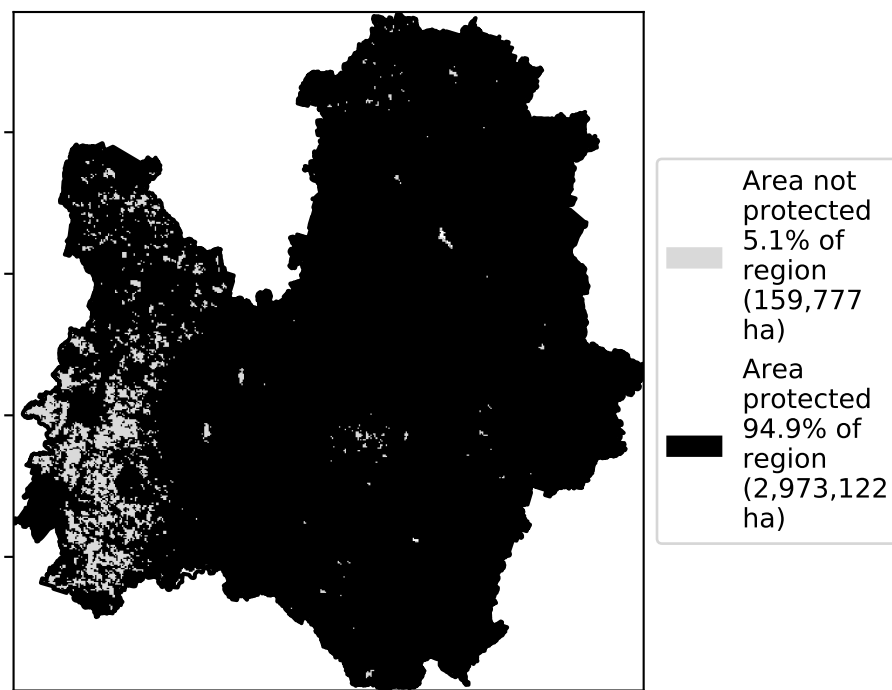 Area not
protected
5.1% of
region
(159,777
ha)
Area
protected
94.9% of
region
(2,973,122
ha)